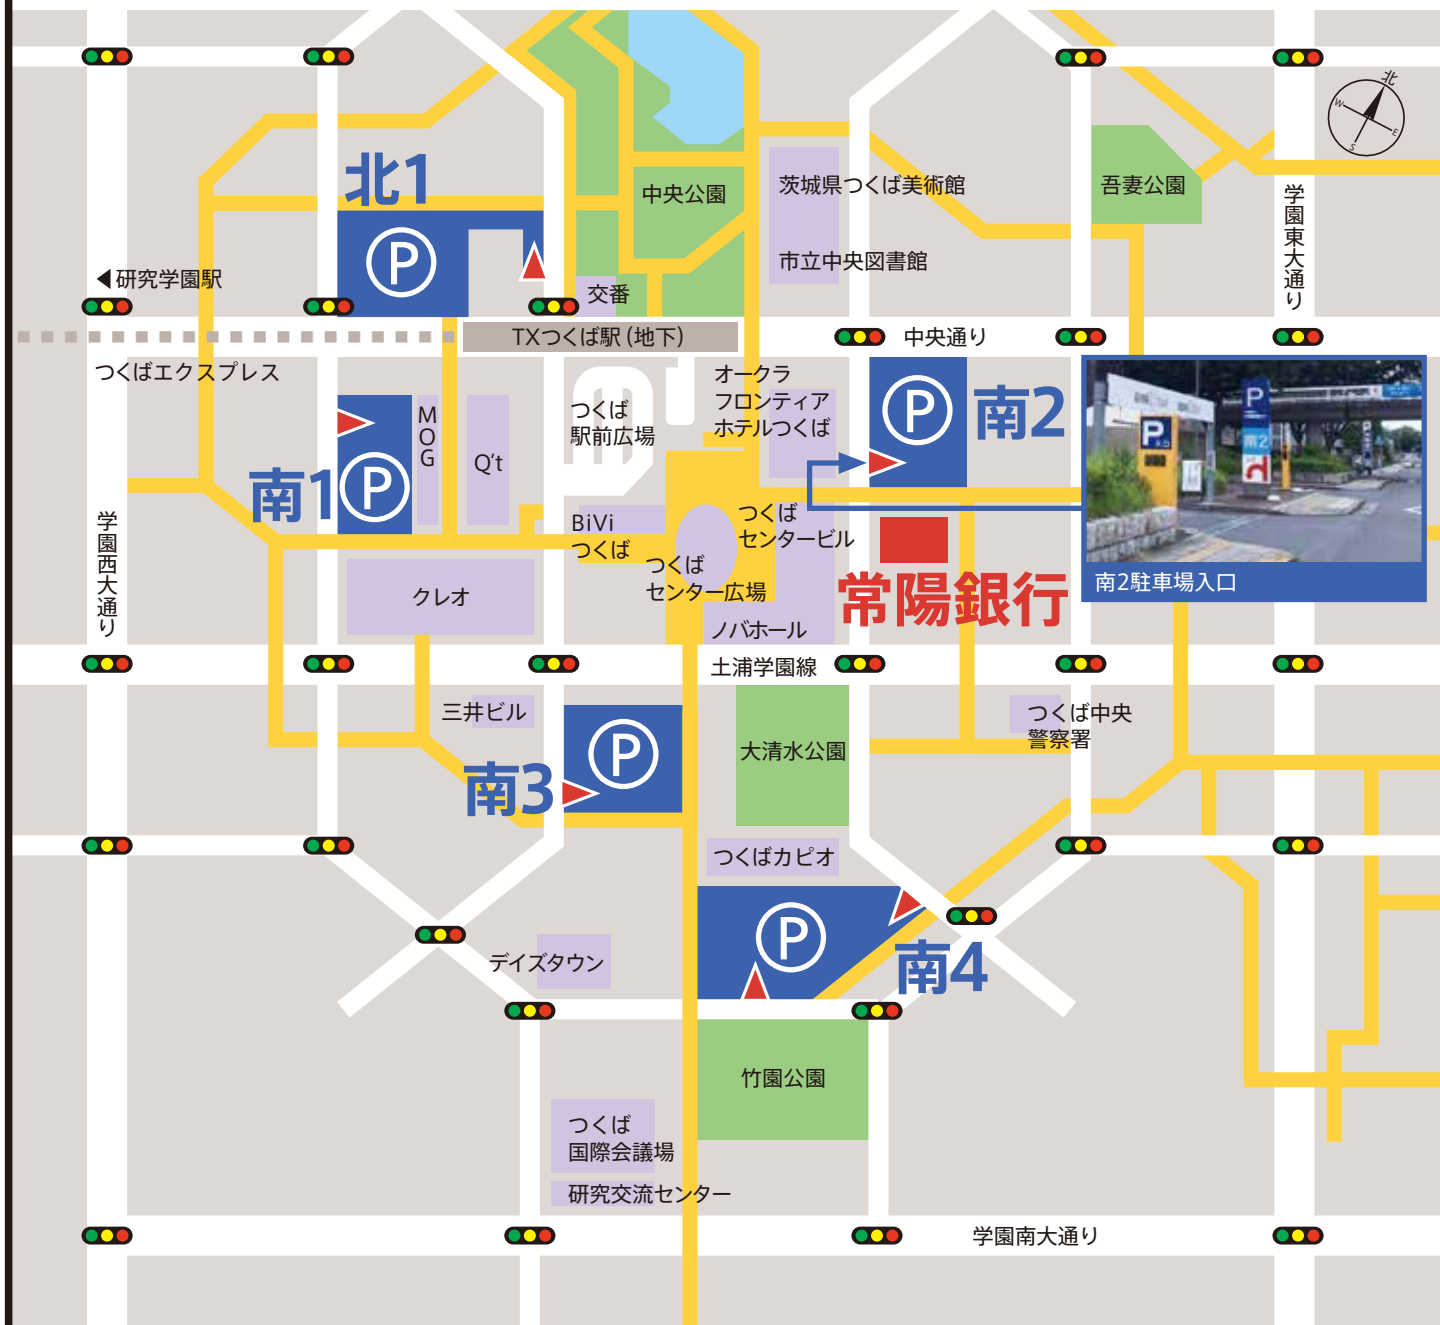 北
W
E
S
北1
P
中央公園
茨城県つくば美術館
市立中央図書館
吾妻公園
学園東大通り
研究学園駅
交番
TXつくば駅(地下)
中央通り
つくばエクスプレス
MOG
Q't
つくば
駅前広場
オークラ
フロンティア
ホテルつくば
P
南2
P
P
南2
南2駐車場入口
南1
P
学園西大通り
BiVi
つくば
つくば
センタービル
つくば
センター広場
クレオ
ノバホール
常陽銀行
土浦学園線
三井ビル
南3
P
大清水公園
つくば中央
警察署
つくばカピオ
P
南4
デイズタウン
竹園公園
つくば
国際会議場
研究交流センター
学園南大通り